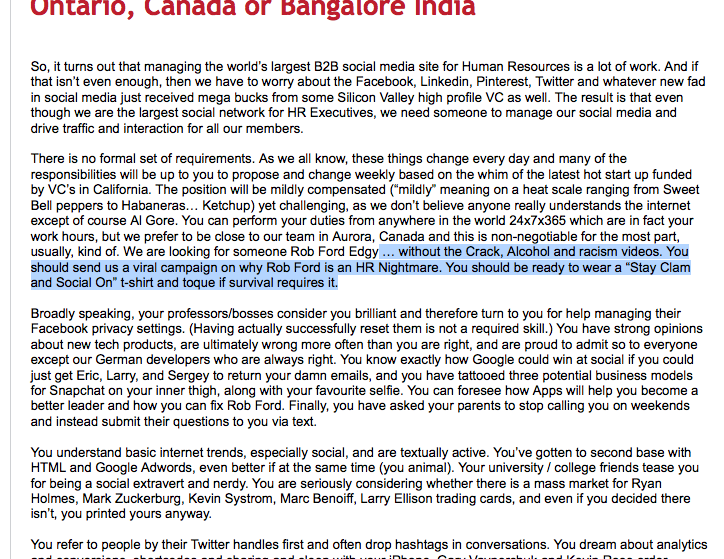 Ontario, Canada or Bangalore India
So, it turns out that managing the world's largest B2B social media site for Human Resources is a lot of work. And if
that isn't even enough, then we have to worry about the Facebook, Linkedin, Pinterest, Twitter and whatever new fad
in social media just received mega bucks from some Silicon Valley high profile VC as well. The result is that even
though we are the largest social network for HR Executives, we need someone to manage our social media and
drive traffic and interaction for all our members.
There is no formal set of requirements. As we all know, these things change every day and many of the
responsibilities will be up to you to propose and change weekly based on the whim of the latest hot start up funded
by VC's in California. The position will be mildly compensated ("mildly" meaning on a heat scale ranging from Sweet
Bell peppers to Habaneras… Ketchup) yet challenging, as we don't believe anyone really understands the internet
except of course Al Gore. You can perform your duties from anywhere in the world 24x7x365 which are in fact your
work hours, but we prefer to be close to our team in Aurora, Canada and this is non-negotiable for the most part,
usually, kind of. We are looking for someone Rob Ford Edgy … without the Crack, Alcohol and racism videos. You
should send us a viral campaign on why Rob Ford is an HR Nightmare. You should be ready to wear a "Stay Clam
and Social On" t-shirt and toque if survival requires it.
Broadly speaking, your professors/bosses consider you brilliant and therefore turn to you for help managing their
Facebook privacy settings. (Having actually successfully reset them is not a required skill.) You have strong opinions
about new tech products, are ultimately wrong more often than you are right, and are proud to admit so to everyone
except our German developers who are always right. You know exactly how Google could win at social if you could
just get Eric, Larry, and Sergey to return your damn emails, and you have tattooed three potential business models
for Snapchat on your inner thigh, along with your favourite selfie. You can foresee how Apps will help you become a
better leader and how you can fix Rob Ford. Finally, you have asked your parents to stop calling you on weekends
and instead submit their questions to you via text.
You understand basic internet trends, especially social, and are textually active. You've gotten to second base with
HTML and Google Adwords, even better if at the same time (you animal). Your university / college friends tease you
for being a social extravert and nerdy. You are seriously considering whether there is a mass market for Ryan
Holmes, Mark Zuckerburg, Kevin Systrom, Marc Benoiff, Larry Ellison trading cards, and even if you decided there
isn't, you printed yours anyway.
You refer to people by their Twitter handles first and often drop hashtags in conversations. You dream about analytics